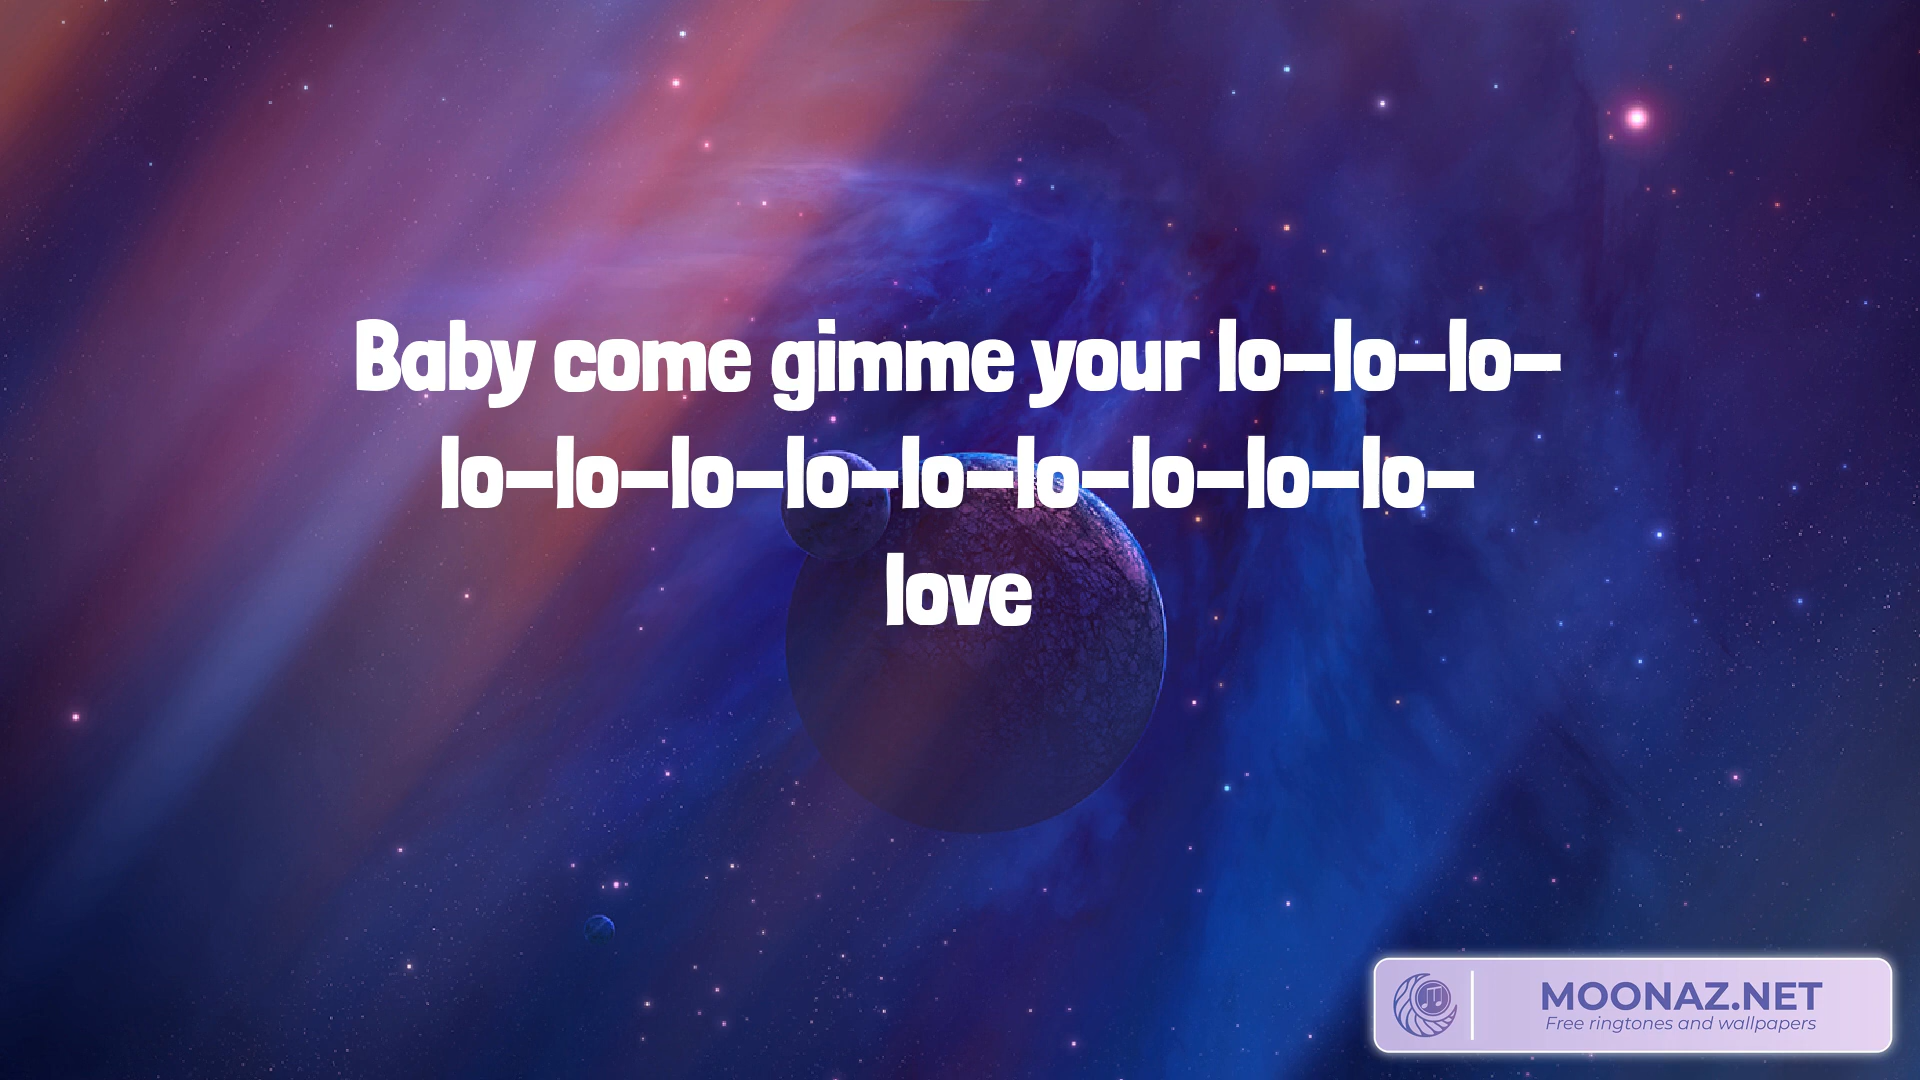 Baby come gimme your lo-lo-lo-
lo-lo-lo-lo-lo-lo-lo-lo-lo-
love
MOONAZ.NET
Free ringtones and wallpapers